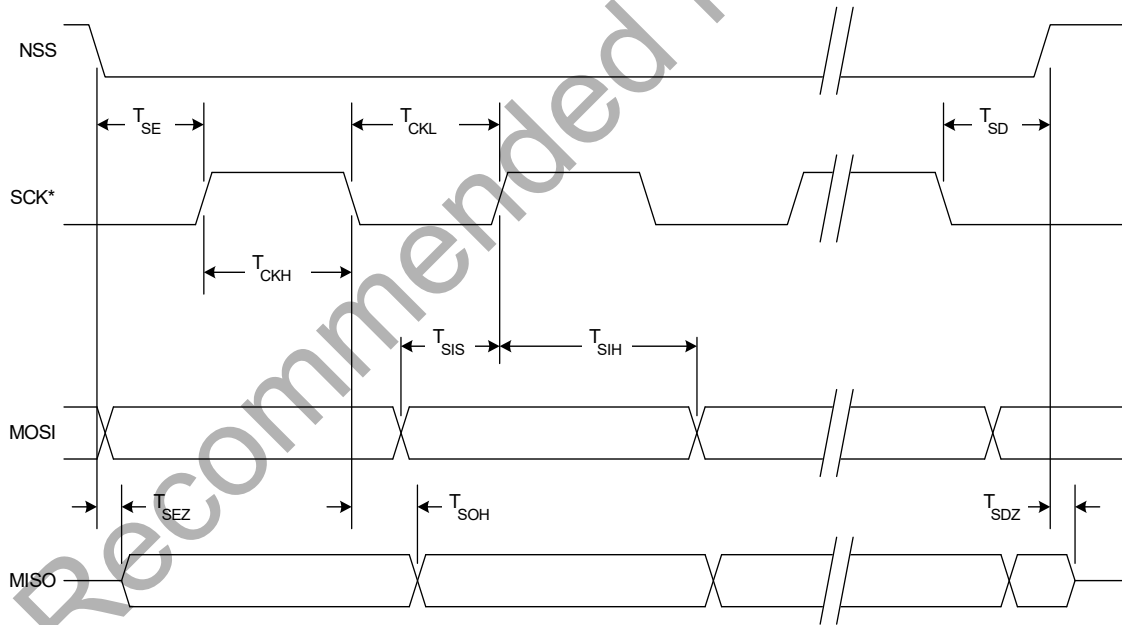 NSS
T_SE
T_CKL
T_SD
SCK*
T_CKH
T_SIS
T_SIH
MOSI
T_SEZ
T_SOH
T_SDZ
MISO
Recommended